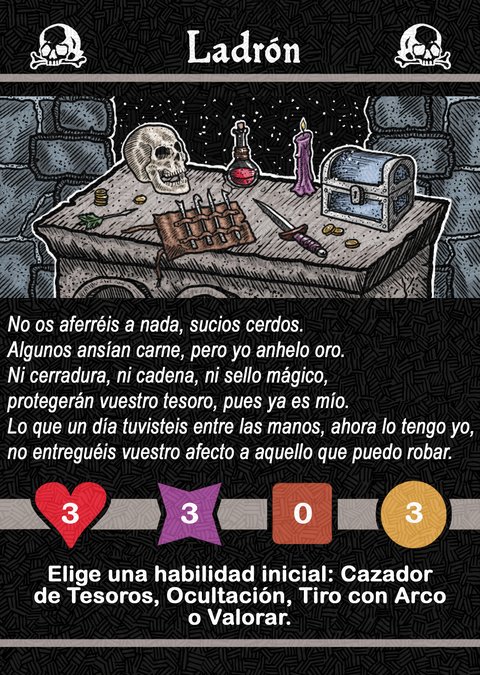 Ladrón
No os aferréis a nada, sucios cerdos.
Algunos ansían carne, pero yo anhelo oro.
Ni cerradura, ni cadena, ni sello mágico,
protegerán vuestro tesoro, pues ya es mío.
Lo que un día tuvisteis entre las manos, ahora lo tengo yo,
no entreguéis vuestro afecto a aquello que puedo robar.
3 3 0 3
Elige una habilidad inicial: Cazador
de Tesoros, Ocultación, Tiro con Arco
o Valorar.